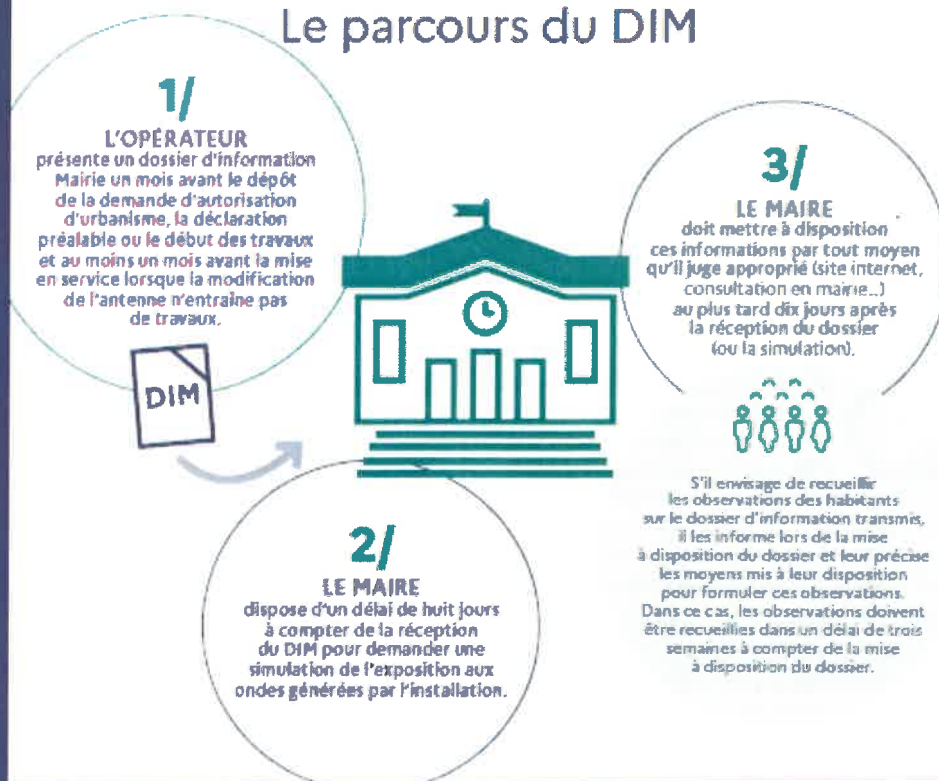 Le parcours du DIM
1/
L'OPÉRATEUR
présente un dossier d'information
Mairie un mois avant le dépôt
de la demande d'autorisation
d'urbanisme, la déclaration
préalable ou le début des travaux
et au moins un mois avant la mise
en service lorsque la modification
de l'antenne n'entraîne pas
de travaux.
DIM
2/
LE MAIRE
dispose d'un délai de huit jours
à compter de la réception
du DIM pour demander une
simulation de l'exposition aux
ondes générées par l'installation.
3/
LE MAIRE
doit mettre à disposition
ces informations par tout moyen
qu'il juge approprié (site internet,
consultation en mairie...)
au plus tard dix jours après
la réception du dossier
(ou la simulation).
S'il envisage de recueillir
les observations des habitants
sur le dossier d'information transmis,
il les informe lors de la mise
à disposition du dossier et leur précise
les moyens mis à leur disposition
pour formuler ces observations.
Dans ce cas, les observations doivent
être recueillies dans un délai de trois
semaines à compter de la mise
à disposition du dossier.